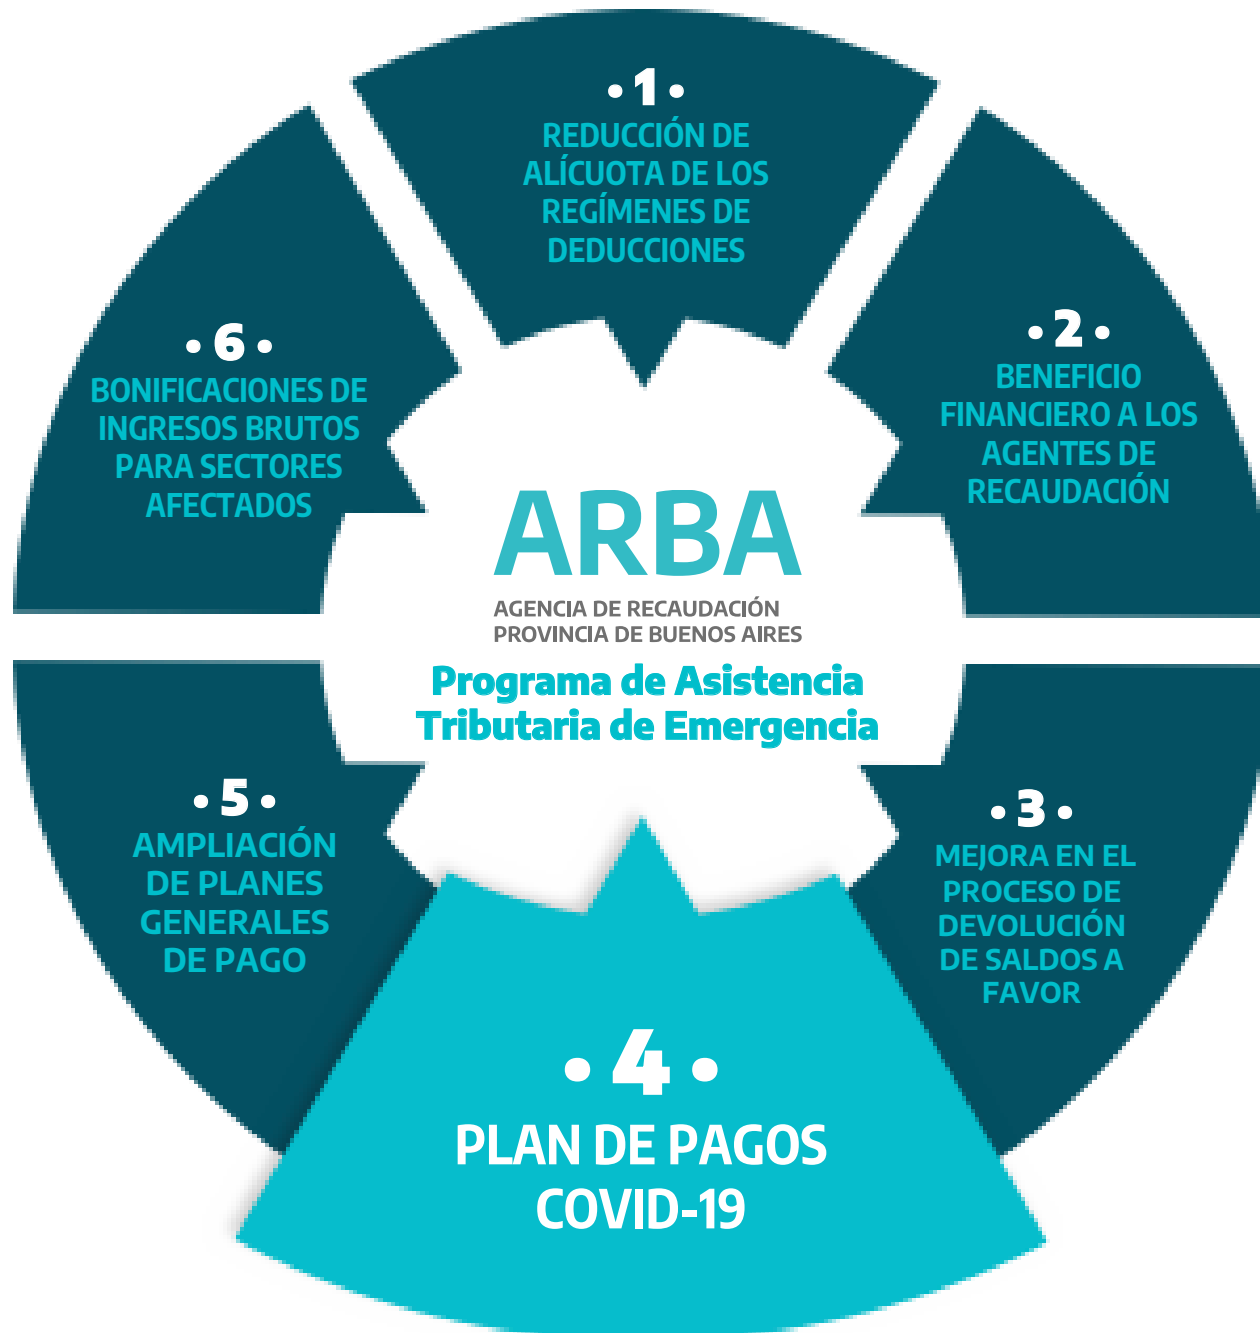 • 1 •
REDUCCIÓN DE
ALÍCUOTA DE LOS
REGÍMENES DE
DEDUCCIONES
• 2 •
BENEFICIO
FINANCIERO A LOS
AGENTES DE
RECAUDACIÓN
• 3 •
MEJORA EN EL
PROCESO DE
DEVOLUCIÓN
DE SALDOS A
FAVOR
• 4 •
PLAN DE PAGOS
COVID-19
• 5 •
AMPLIACIÓN
DE PLANES
GENERALES
DE PAGO
• 6 •
BONIFICACIONES DE
INGRESOS BRUTOS
PARA SECTORES
AFECTADOS
ARBA
AGENCIA DE RECAUDACIÓN
PROVINCIA DE BUENOS AIRES
Programa de Asistencia
Tributaria de Emergencia